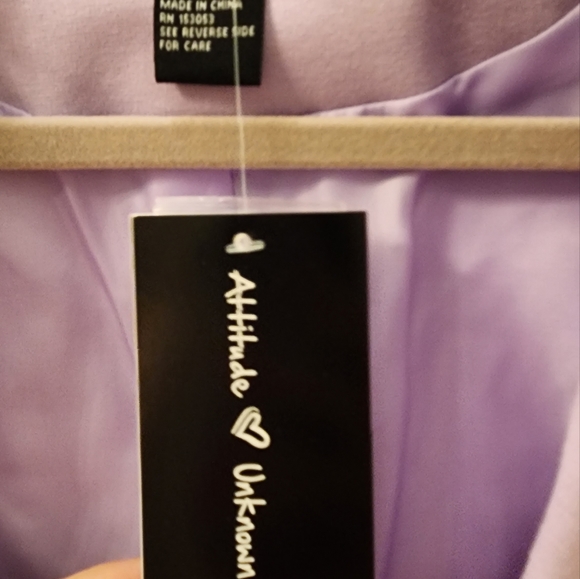 MADE IN CHINA
RN 153053
SEE REVERSE SIDE
FOR CARE
Attitude ♡ Unknown